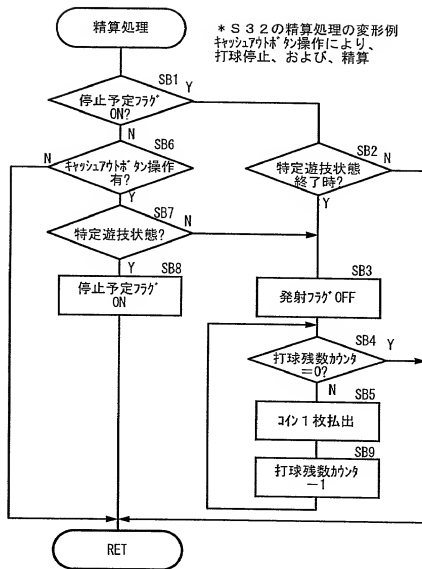 精算処理
＊Ｓ３２の精算処理の変形例
ｷｬｯｼｭｱｳﾄﾎﾞﾀﾝ操作により、
打球停止、および、精算
SB1
停止予定ﾌﾗｸﾞ
ON?
Y
N
SB6
N
ｷｬｯｼｭｱｳﾄﾎﾞﾀﾝ操作
有?
Y
SB2
N
特定遊技状態
終了時?
Y
SB7
特定遊技状態?
N
Y
SB8
停止予定ﾌﾗｸﾞ
ON
SB3
発射ﾌﾗｸﾞOFF
SB4
Y
打球残数ｶｳﾝﾀ
=0?
N
SB5
ｺｲﾝ１枚払出
SB9
打球残数ｶｳﾝﾀ
−1
RET